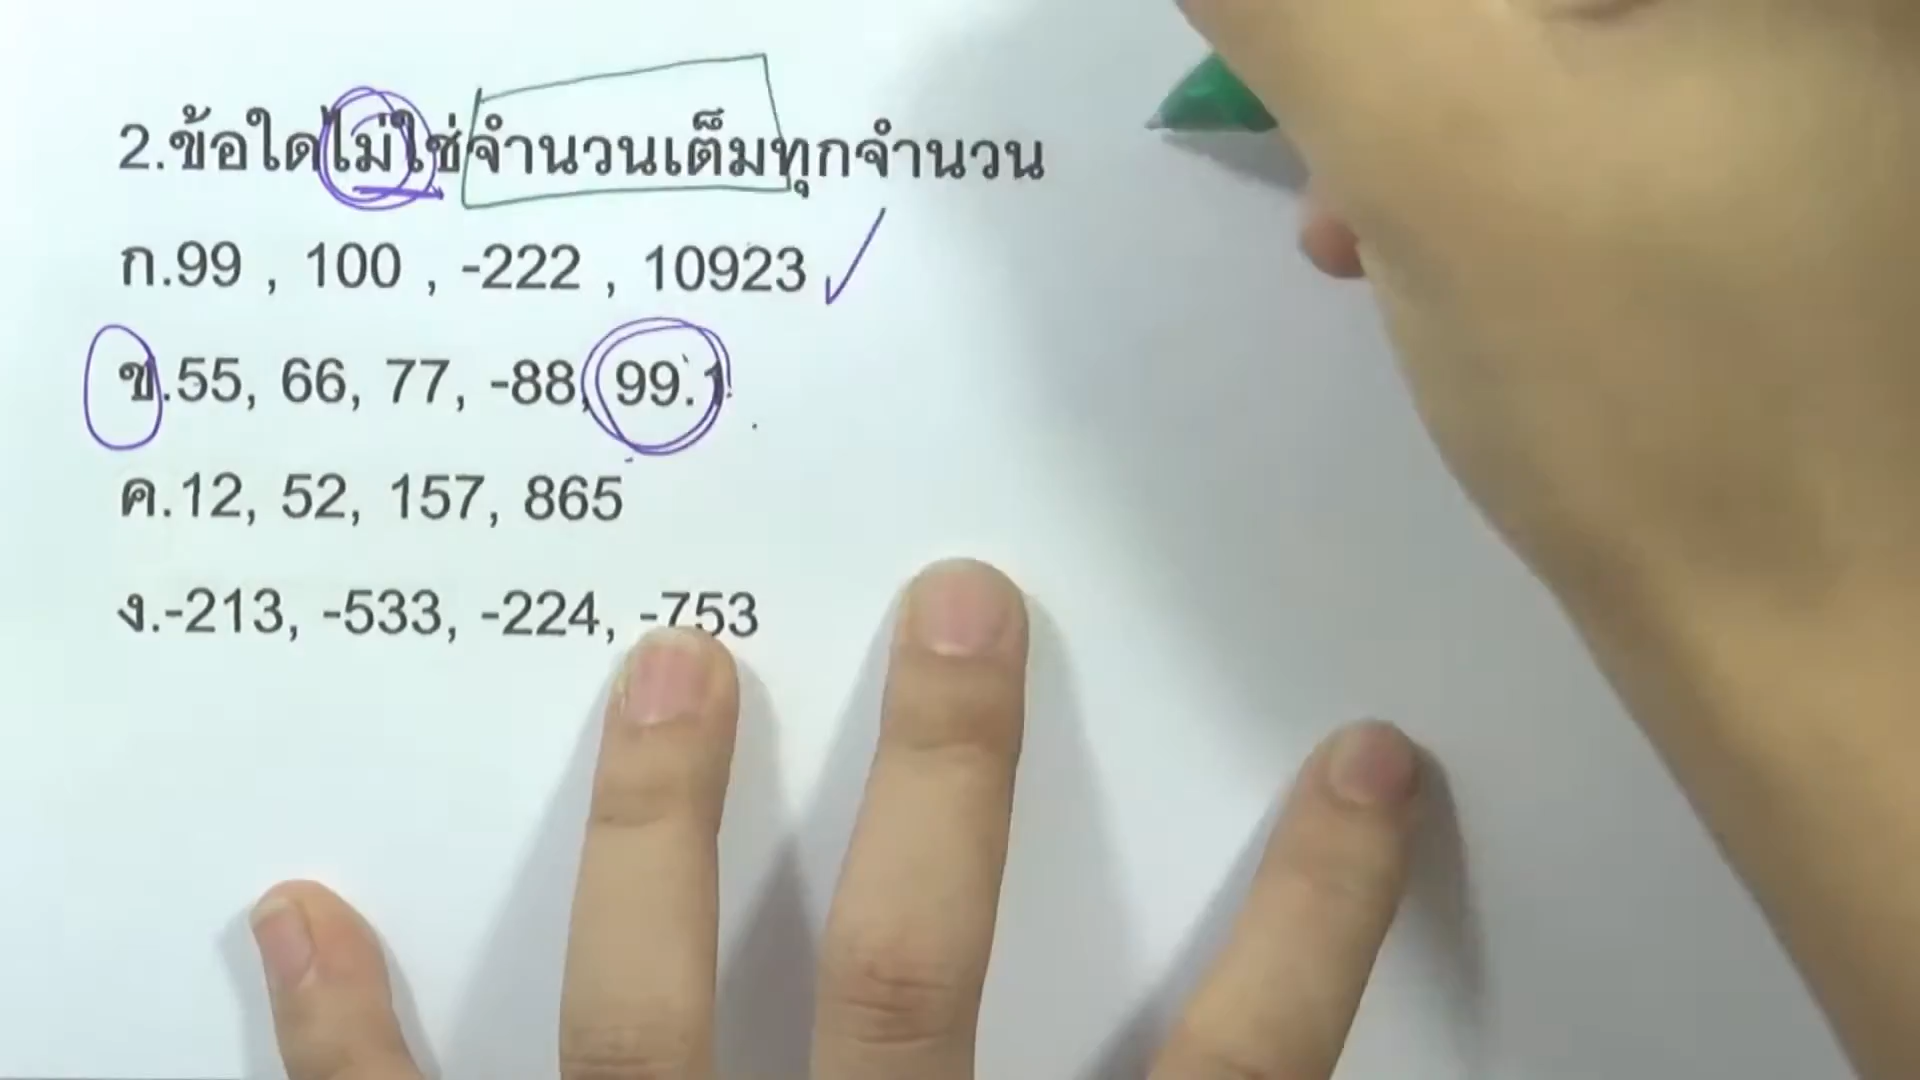 2.ข้อใดไม่ใช่จำนวนเต็มทุกจำนวน
ก.99 , 100 , -222 , 10923
ข.55, 66, 77, -88, 99.1
ค.12, 52, 157, 865
ง.-213, -533, -224, -753